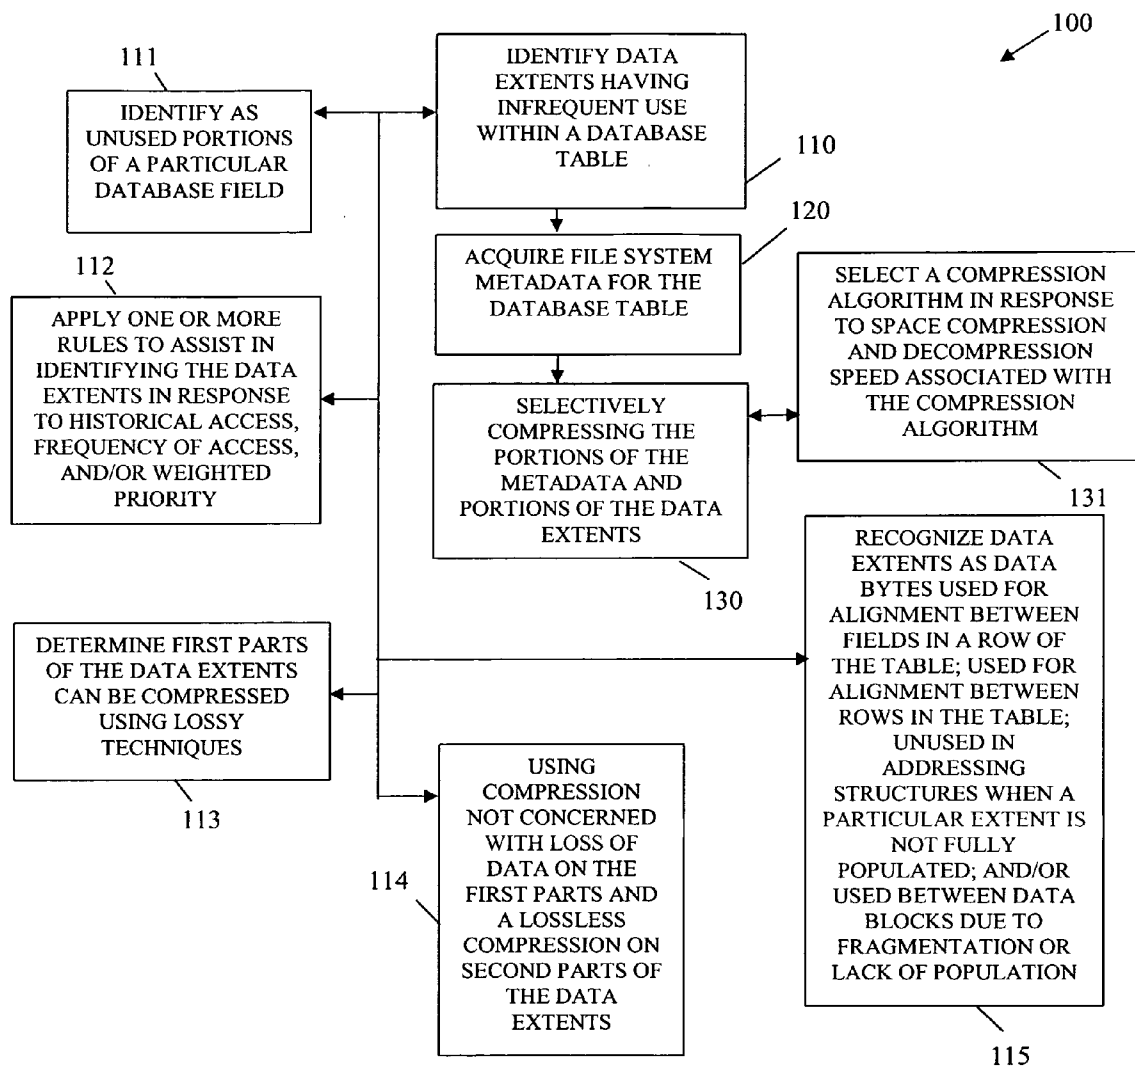 100
111
IDENTIFY DATA
EXTENTS HAVING
INFREQUENT USE
WITHIN A DATABASE
TABLE
110
IDENTIFY AS
UNUSED PORTIONS
OF A PARTICULAR
DATABASE FIELD
120
ACQUIRE FILE SYSTEM
METADATA FOR THE
DATABASE TABLE
112
APPLY ONE OR MORE
RULES TO ASSIST IN
IDENTIFYING THE DATA
EXTENTS IN RESPONSE
TO HISTORICAL ACCESS,
FREQUENCY OF ACCESS,
AND/OR WEIGHTED
PRIORITY
SELECT A COMPRESSION
ALGORITHM IN RESPONSE
TO SPACE COMPRESSION
AND DECOMPRESSION
SPEED ASSOCIATED WITH
THE COMPRESSION
ALGORITHM
131
SELECTIVELY
COMPRESSING THE
PORTIONS OF THE
METADATA AND
PORTIONS OF THE DATA
EXTENTS
130
DETERMINE FIRST PARTS
OF THE DATA EXTENTS
CAN BE COMPRESSED
USING LOSSY
TECHNIQUES
113
RECOGNIZE DATA
EXTENTS AS DATA
BYTES USED FOR
ALIGNMENT BETWEEN
FIELDS IN A ROW OF
THE TABLE; USED FOR
ALIGNMENT BETWEEN
ROWS IN THE TABLE;
UNUSED IN
ADDRESSING
STRUCTURES WHEN A
PARTICULAR EXTENT IS
NOT FULLY
POPULATED; AND/OR
USED BETWEEN DATA
BLOCKS DUE TO
FRAGMENTATION OR
LACK OF POPULATION
115
USING
COMPRESSION
NOT CONCERNED
WITH LOSS OF
DATA ON THE
FIRST PARTS AND
A LOSSLESS
COMPRESSION ON
SECOND PARTS OF
THE DATA
EXTENTS
114